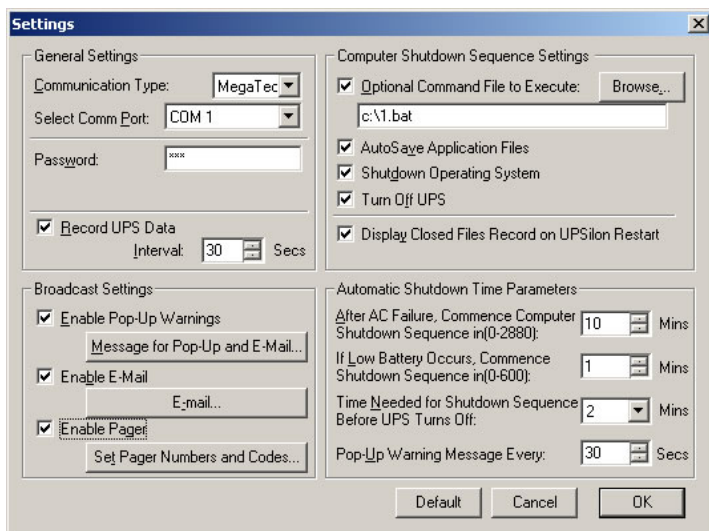 Settings
General Settings
Communication Type: MegaTec
Select Comm Port: COM 1
Password: ***
Record UPS Data
Interval: 30 Secs
Computer Shutdown Sequence Settings
Optional Command File to Execute: Browse...
c:\1.bat
AutoSave Application Files
Shutdown Operating System
Turn Off UPS
Display Closed Files Record on UPSilon Restart
Broadcast Settings
Enable Pop-Up Warnings
Message for Pop-Up and E-Mail...
Enable E-Mail
E-mail...
Enable Pager
Set Pager Numbers and Codes...
Automatic Shutdown Time Parameters
After AC Failure, Commence Computer
Shutdown Sequence in(0-2880): 10 Mins
If Low Battery Occurs, Commence
Shutdown Sequence in(0-600): 1 Mins
Time Needed for Shutdown Sequence
Before UPS Turns Off: 2 Mins
Pop-Up Warning Message Every: 30 Secs
Default Cancel OK